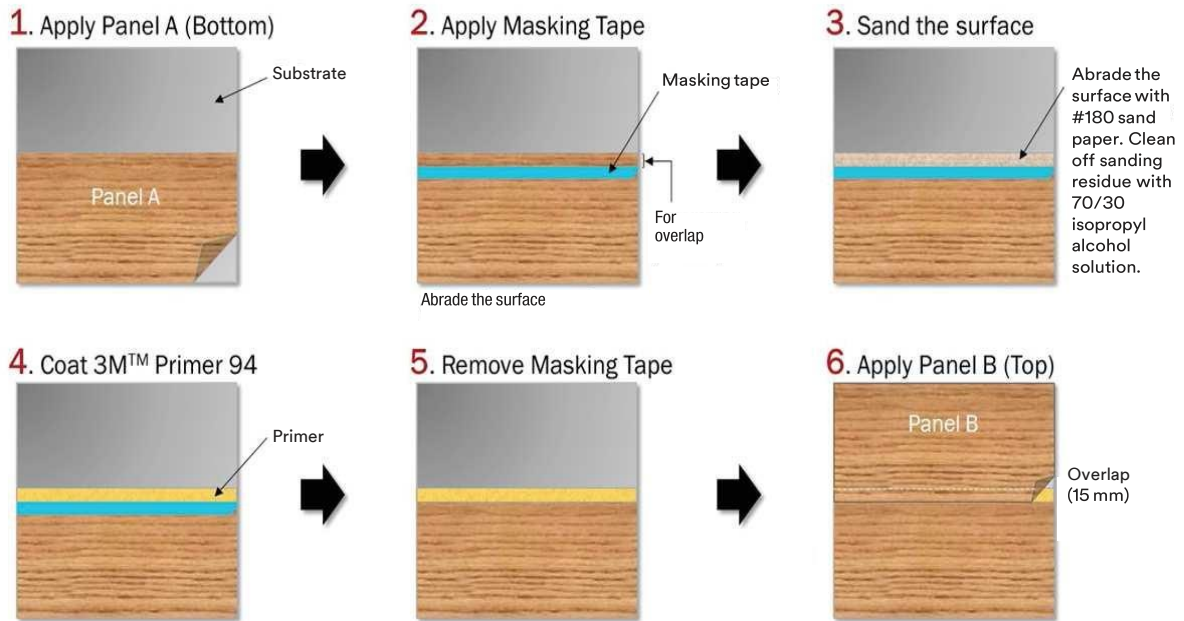 1. Apply Panel A (Bottom)
Substrate
Panel A
2. Apply Masking Tape
Masking tape
For
overlap
Abrade the surface
3. Sand the surface
Abrade the
surface with
#180 sand
paper. Clean
off sanding
residue with
70/30
isopropyl
alcohol
solution.
4. Coat 3M™ Primer 94
Primer
5. Remove Masking Tape
6. Apply Panel B (Top)
Panel B
Overlap
(15 mm)